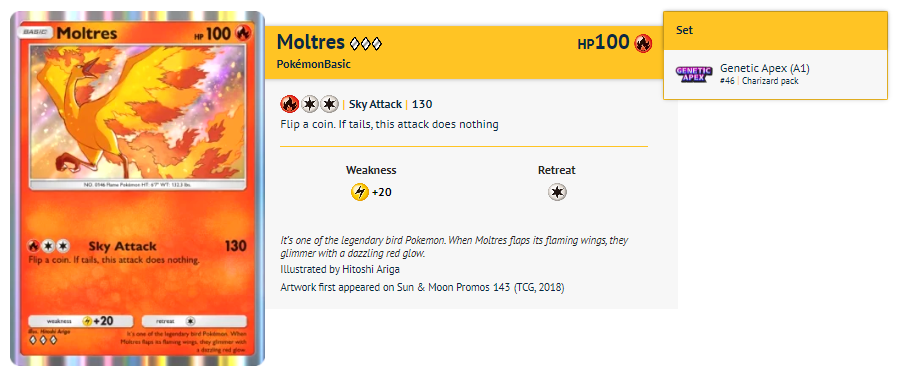 BASIC Moltres HP 100
NO. 0146 Flame Pokémon HT: 6'7" WT: 132.3 lbs.
Sky Attack 130
Flip a coin. If tails, this attack does nothing.
weakness +20 retreat
Illus. Hitoshi Ariga
It's one of the legendary bird Pokémon. When
Moltres flaps its flaming wings, they glimmer with
a dazzling red glow.
Moltres HP100
PokémonBasic
| Sky Attack | 130
Flip a coin. If tails, this attack does nothing
Weakness Retreat
+20
It's one of the legendary bird Pokemon. When Moltres flaps its flaming wings, they
glimmer with a dazzling red glow.
Illustrated by Hitoshi Ariga
Artwork first appeared on Sun & Moon Promos 143 (TCG, 2018)
Set
GENETIC
APEX
Genetic Apex (A1)
#46 | Charizard pack